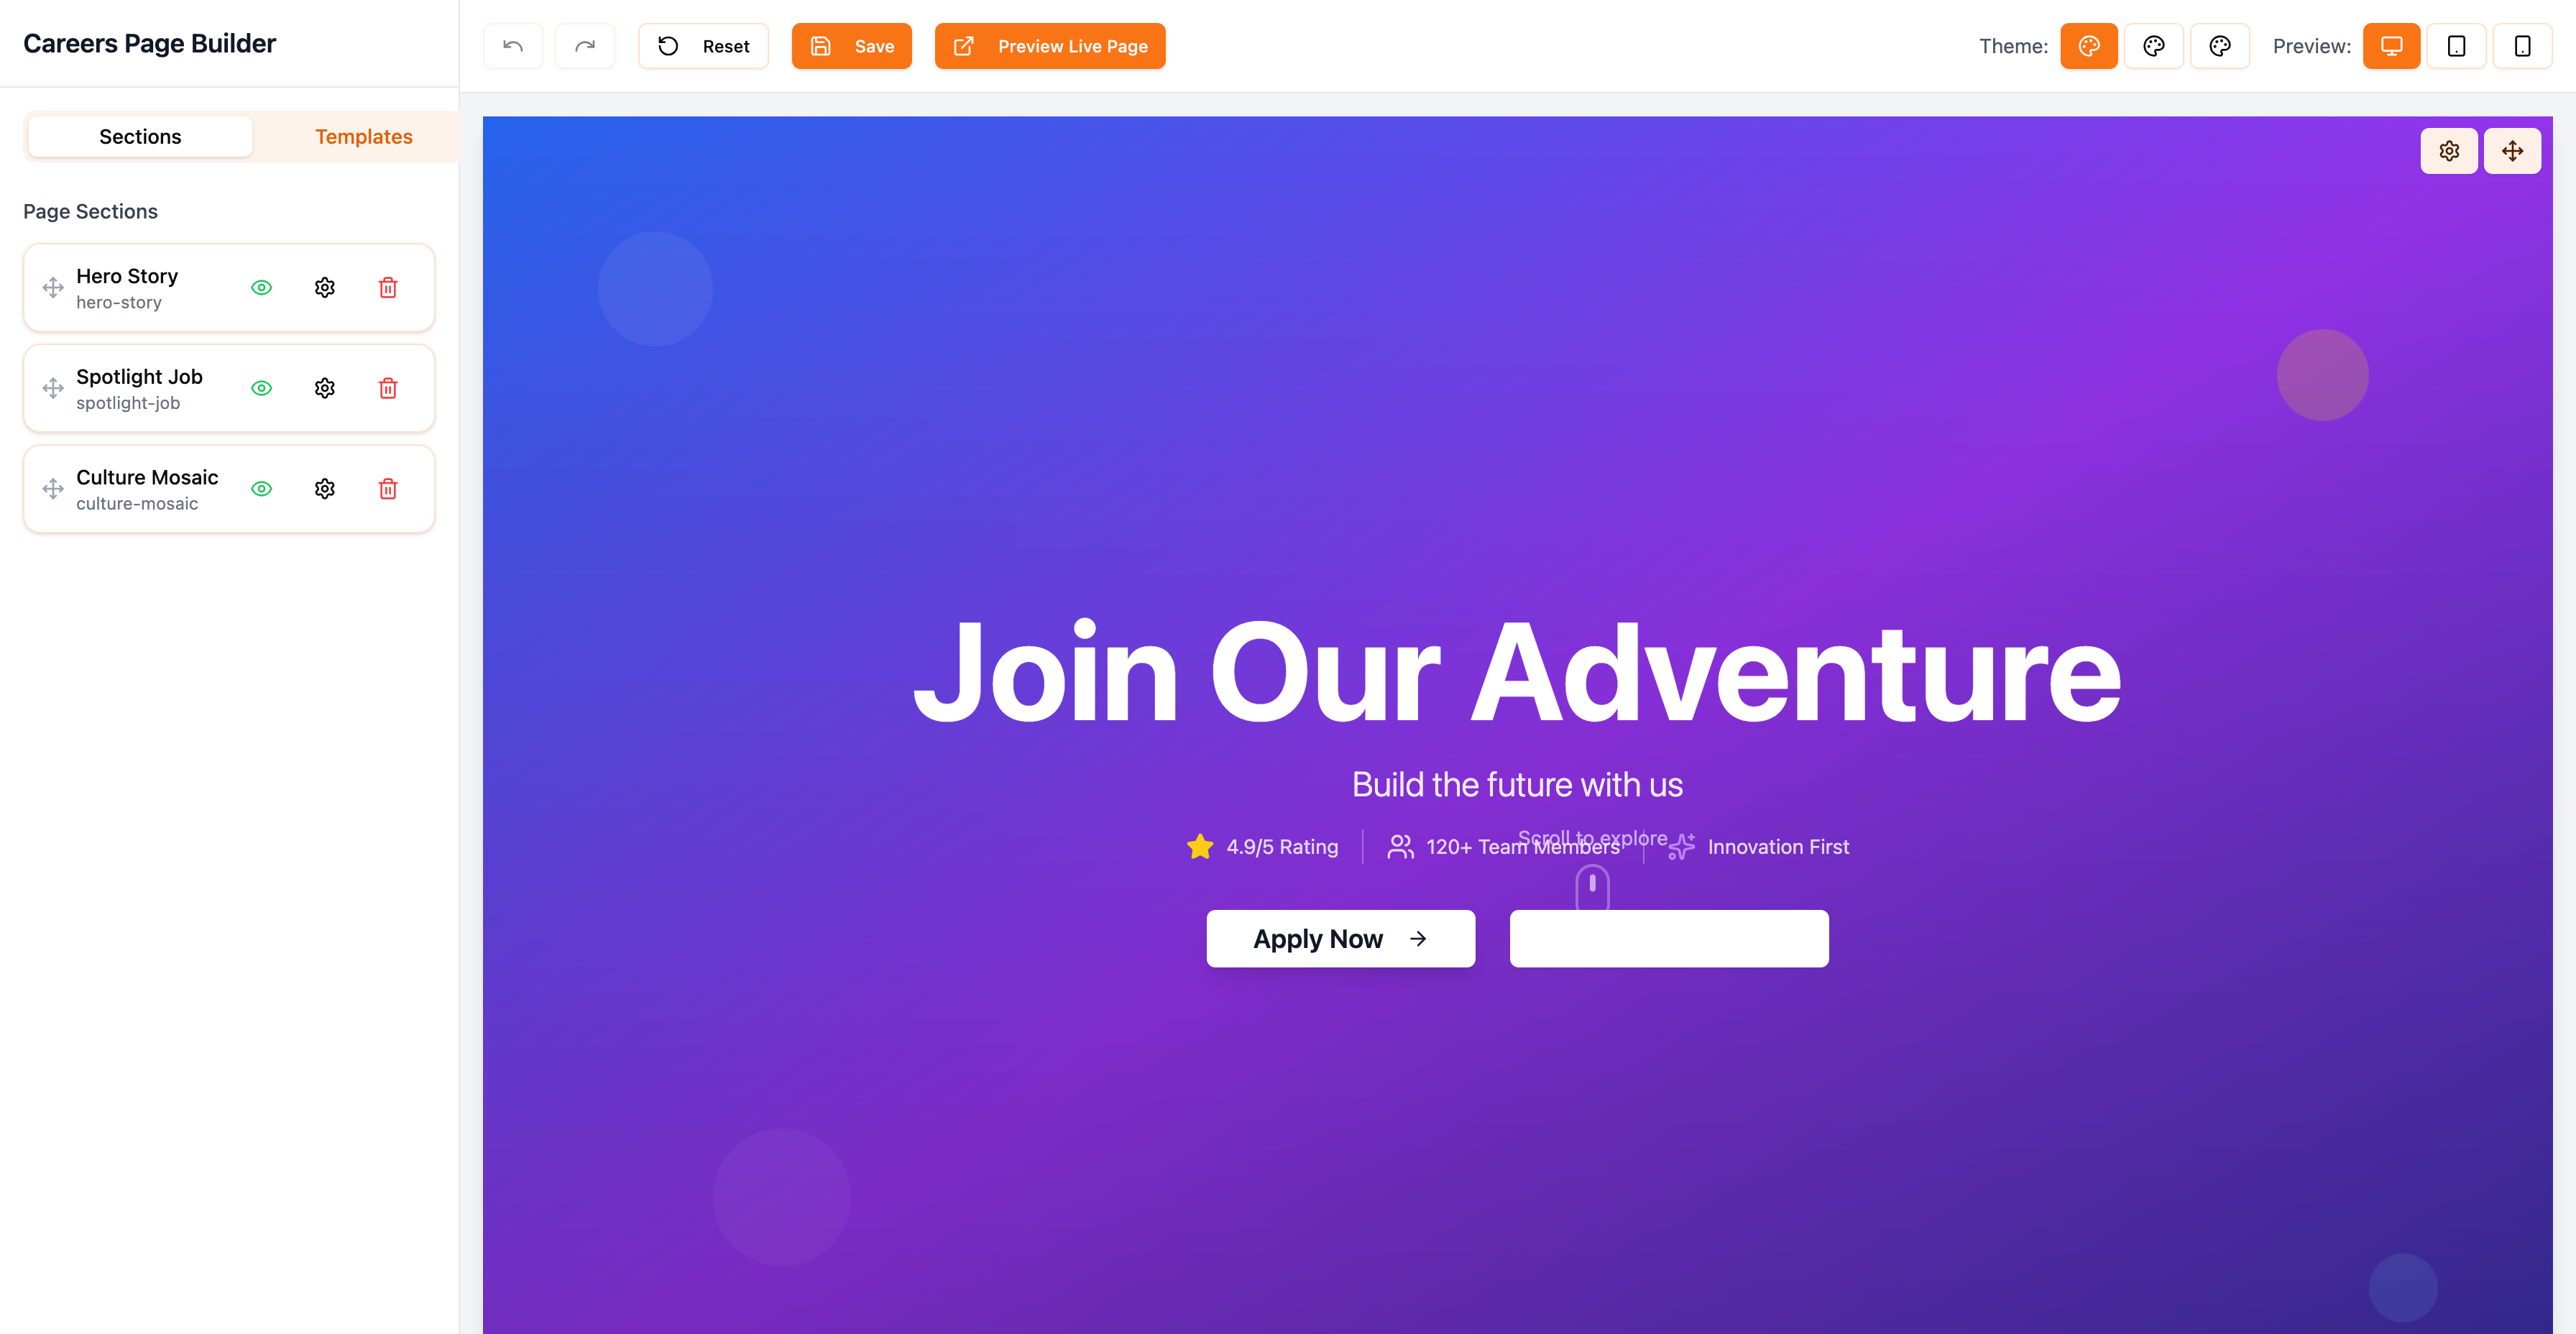 Careers Page Builder
Reset
Save
Preview Live Page
Theme:
Preview:
Sections
Templates
Page Sections
Hero Story
hero-story
Spotlight Job
spotlight-job
Culture Mosaic
culture-mosaic
Join Our Adventure
Build the future with us
4.9/5 Rating
120+ Team Members
Innovation First
Scroll to explore
Apply Now